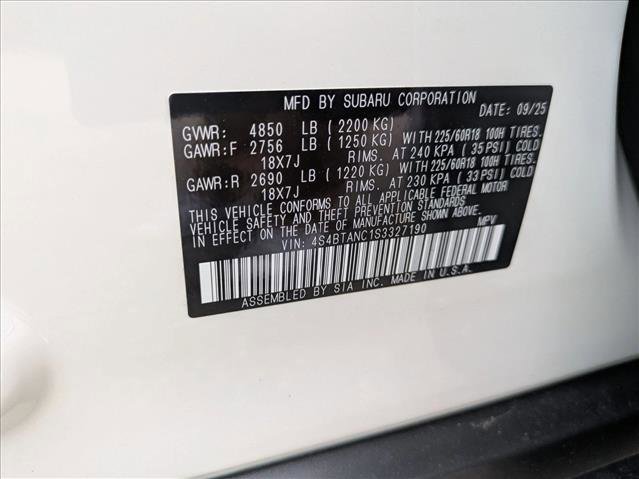 MFD BY SUBARU CORPORATION
DATE: 09/25
GVWR: 4850 LB ( 2200 KG)
GAWR:F 2756 LB ( 1250 KG) WITH 225/60R18 100H TIRES.
18X7J RIMS. AT 240 KPA ( 35 PSI) COLD
GAWR:R 2690 LB ( 1220 KG) WITH 225/60R18 100H TIRES.
18X7J RIMS. AT 230 KPA ( 33 PSI) COLD
THIS VEHICLE CONFORMS TO ALL APPLICABLE FEDERAL MOTOR
VEHICLE SAFETY AND THEFT PREVENTION STANDARDS
IN EFFECT ON THE DATE OF MANUFACTURE SHOWN ABOVE.
VIN: 4S4BTANC1S3327190 MPV
ASSEMBLED BY SIA INC. MADE IN U.S.A.